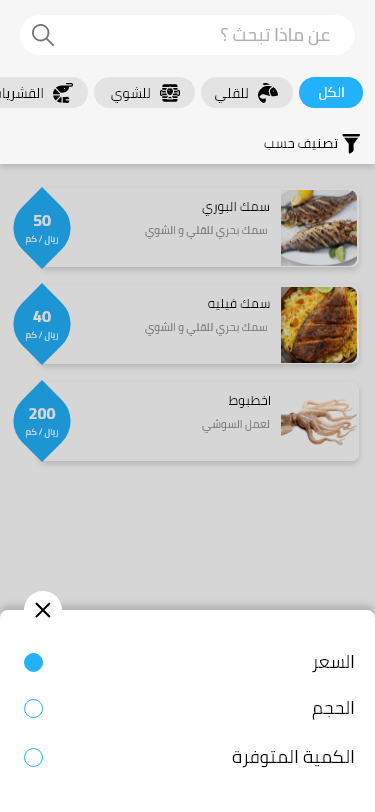 عن ماذا تبحث ؟
الكل
للقلي
للشوي
القشريا
تصنيف حسب
سمك البوري
سمك بحري للقلي و الشوي
50
ريال / كم
سمك فيليه
سمك بحري للقلي و الشوي
40
ريال / كم
اخطبوط
لعمل السوشي
200
ريال / كم
السعر
الحجم
الكمية المتوفرة